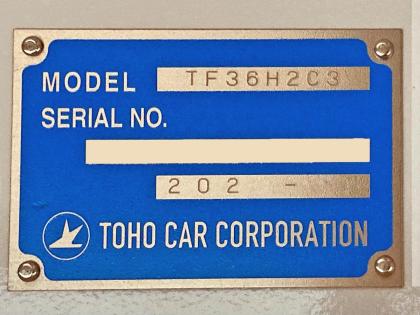 MODEL TF36H2C3
SERIAL NO.
202 -
TOHO CAR CORPORATION